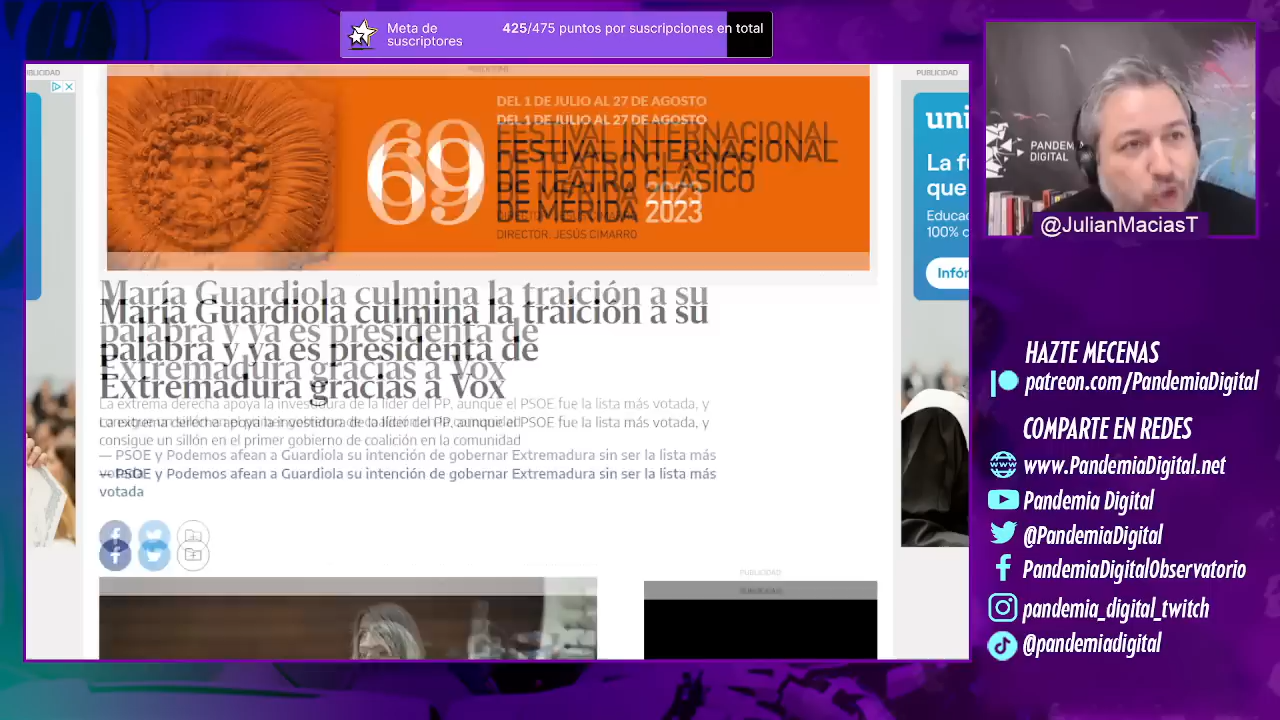 Meta de
suscriptores
425/475 puntos por suscripciones en total
PUBLICIDAD
DEL 1 DE JULIO AL 27 DE AGOSTO
69
FESTIVAL INTERNACIONAL
DE TEATRO CLÁSICO
DE MÉRIDA 2023
DIRECTOR: JESÚS CIMARRO
María Guardiola culmina la traición a su
palabra y ya es presidenta de
Extremadura gracias a Vox
La extrema derecha apoya la investidura de la líder del PP, aunque el PSOE fue la lista más votada, y
consigue un sillón en el primer gobierno de coalición en la comunidad
— PSOE y Podemos afean a Guardiola su intención de gobernar Extremadura sin ser la lista más
votada
PUBLICIDAD
PUBLICIDAD
uni
La fu
que
Educac
100% c
Infór
PANDEM
DIGITAL
@JulianMaciasT
HAZTE MECENAS
patreon.com/PandemiaDigital
COMPARTE EN REDES
www.PandemiaDigital.net
Pandemia Digital
@PandemiaDigital
PandemiaDigitalObservatorio
pandemia_digital_twitch
@pandemiadigital